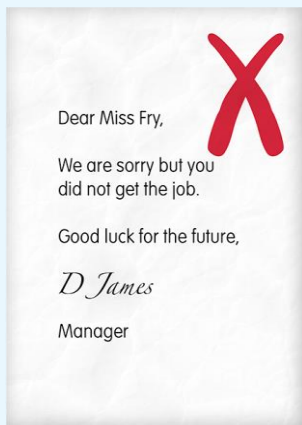 Dear Miss Fry,
We are sorry but you
did not get the job.
Good luck for the future,
D James
Manager